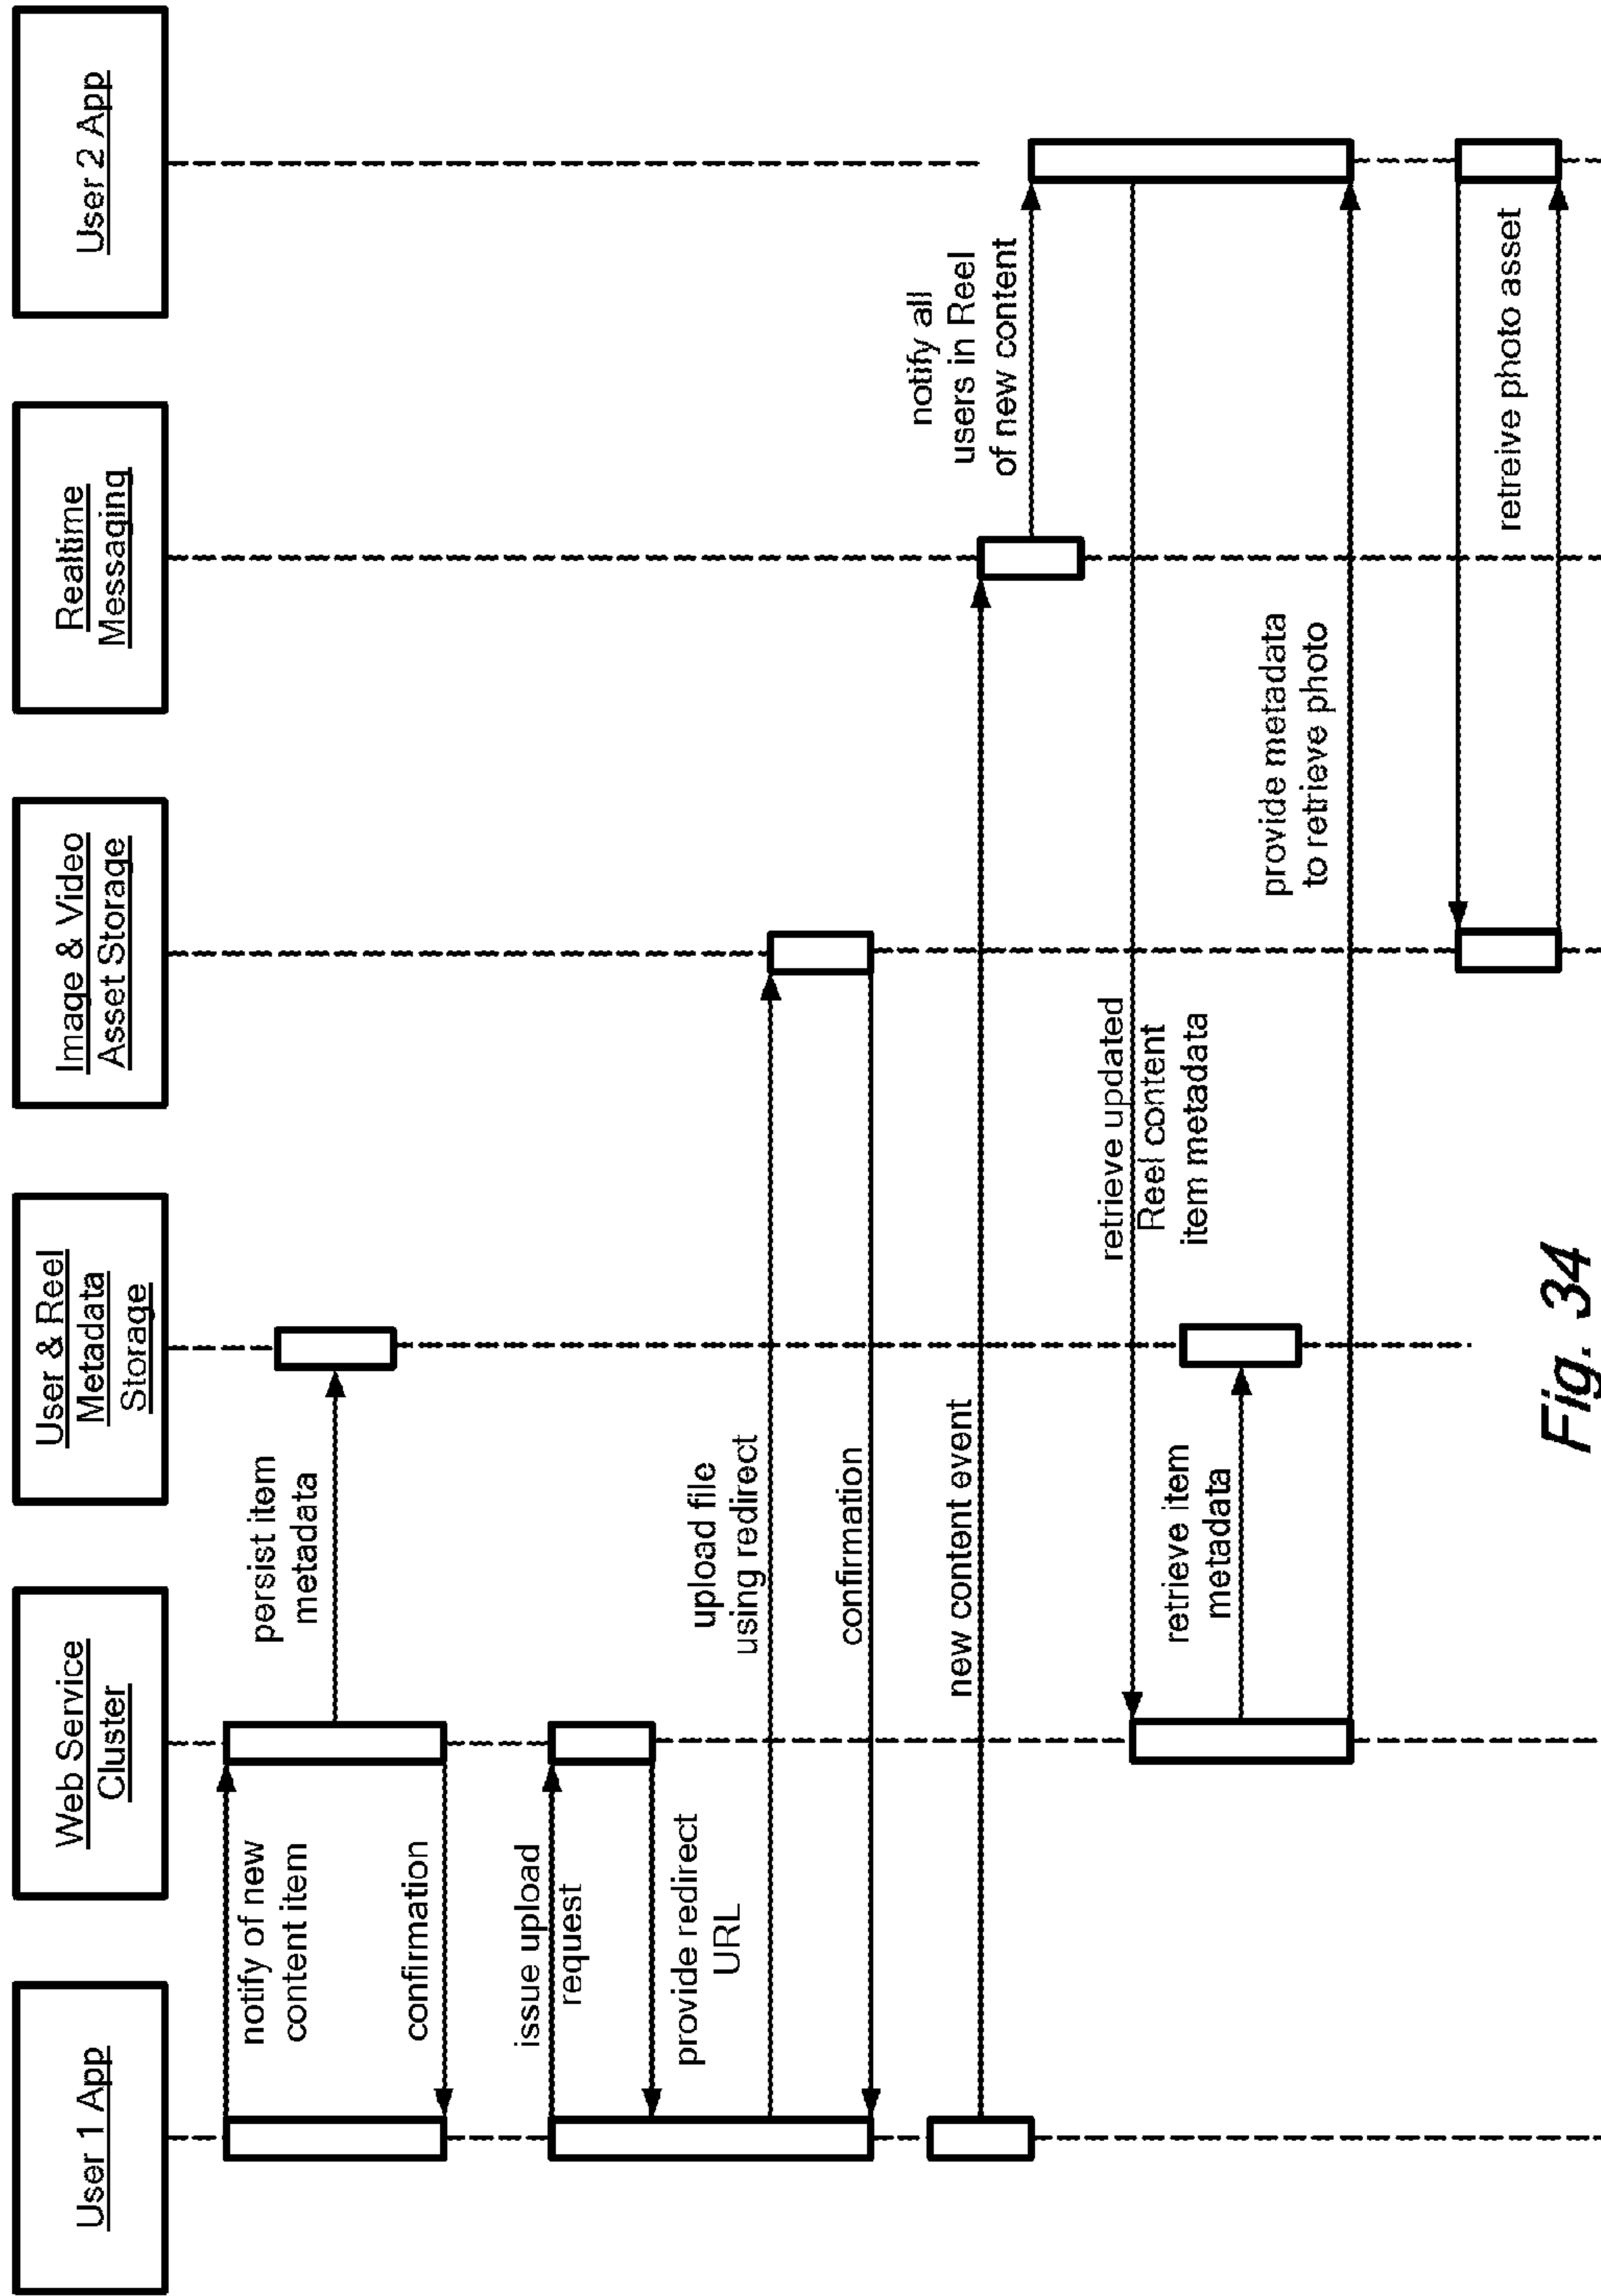 User 1 App
Web Service
Cluster
User & Reel
Metadata
Storage
Image & Video
Asset Storage
Realtime
Messaging
User 2 App
notify of new
content item
persist item
metadata
confirmation
issue upload
request
provide redirect
URL
upload file
using redirect
confirmation
new content event
notify all
users in Reel
of new content
retrieve updated
Reel content
item metadata
retrieve item
metadata
provide metadata
to retrieve photo
retreive photo asset
Fig. 34